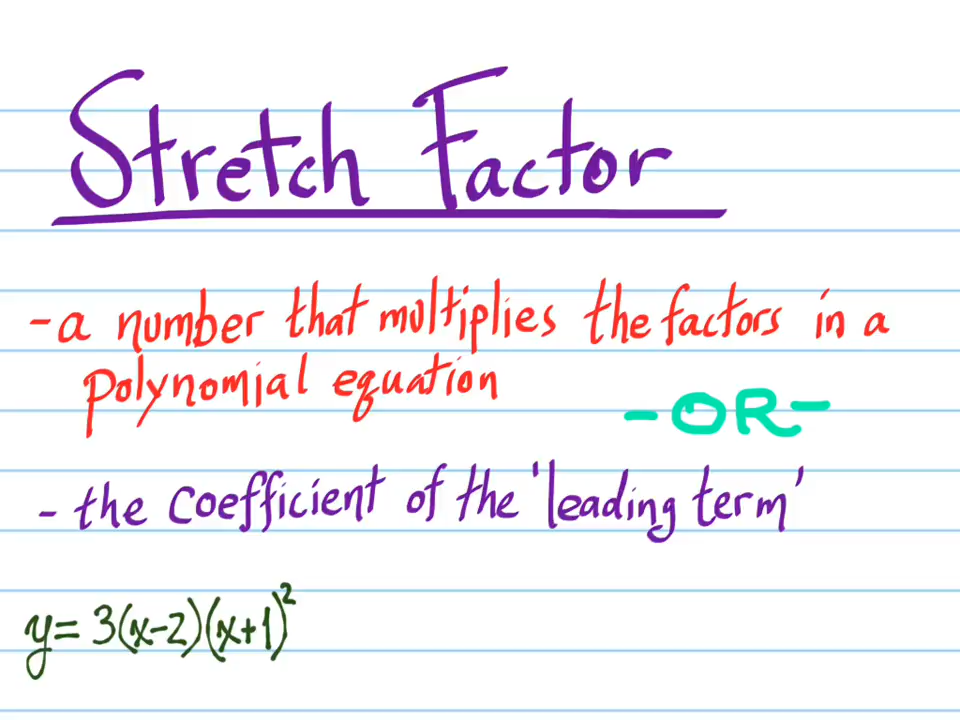 Stretch Factor
- a number that multiplies the factors in a
polynomial equation
- OR -
- the coefficient of the 'leading term'
y = 3(x-2)(x+1)²